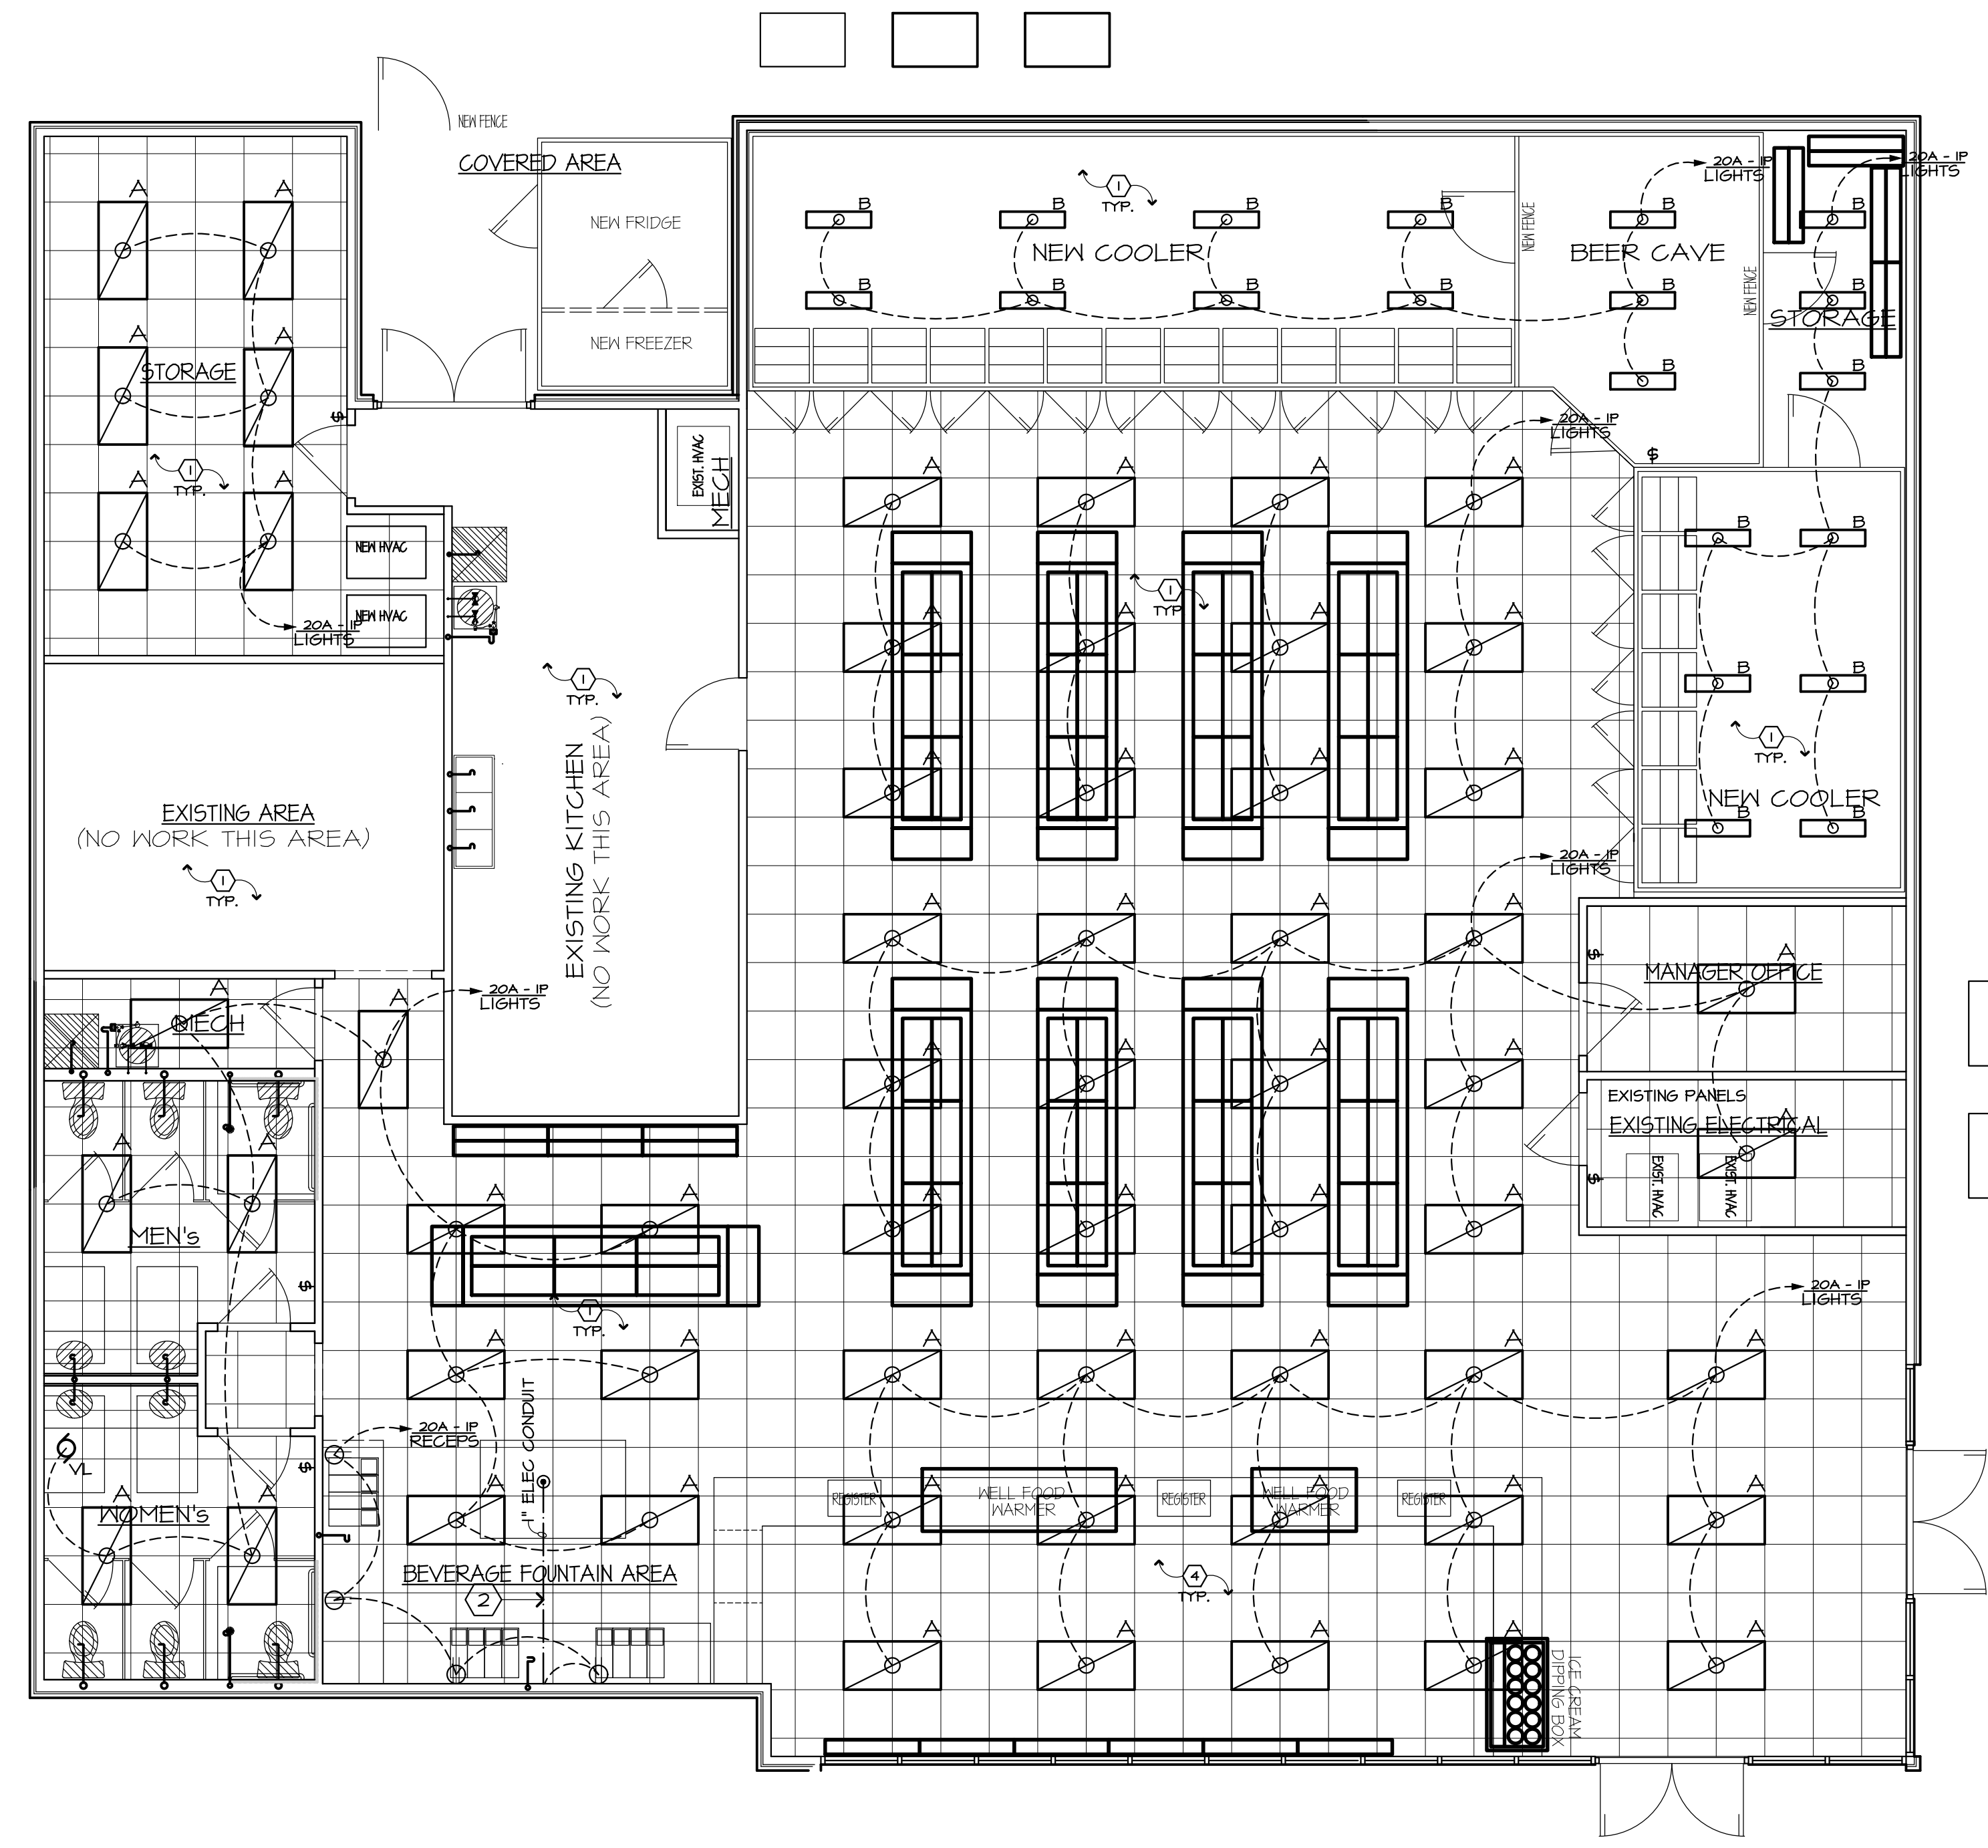 NEW FENCE
COVERED AREA
NEW FRIDGE
NEW FREEZER
A
A
A
A
STORAGE
$
1
TYP.
A
A
NEW HVAC
NEW HVAC
20A - 1P
LIGHTS
EXIST. HVAC
MECH
1
TYP.
B
B
B
B
NEW COOLER
B
B
B
B
NEW FENCE
20A - 1P
LIGHTS
B
BEER CAVE
B
B
NEW FENCE
20A - 1P
LIGHTS
B
B
STORAGE
B
20A - 1P
LIGHTS
$
A
A
A
A
1
TYP.
A
A
A
A
A
A
A
A
B
B
B
B
1
TYP.
NEW COOLER
B
B
1
TYP.
EXISTING KITCHEN
(NO WORK THIS AREA)
EXISTING AREA
(NO WORK THIS AREA)
1
TYP.
20A - 1P
LIGHTS
A
A
A
A
$
A
MANAGER OFFICE
A
MECH
A
20A - 1P
LIGHTS
A
A
A
A
EXISTING PANELS
A
EXISTING ELECTRICAL
$
EXIST. HVAC
EXIST. HVAC
A
A
MEN's
$
A
A
A
A
A
A
1
TYP.
20A - 1P
LIGHTS
A
A
A
A
A
A
A
20A - 1P
RECEPS
1" ELEC CONDUIT
VL
$
A
A
WOMEN's
A
A
REGISTER
WELL FOOD
WARMER
REGISTER
WELL FOOD
WARMER
REGISTER
A
A
A
A
A
BEVERAGE FOUNTAIN AREA
2
4
TYP.
A
A
A
A
A
ICE CREAM
DIPPING BOX